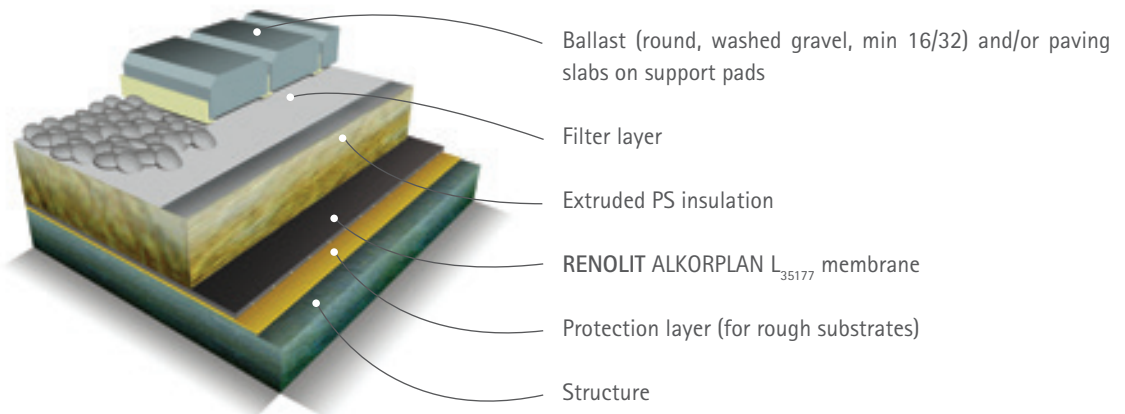 Ballast (round, washed gravel, min 16/32) and/or paving
slabs on support pads
Filter layer
Extruded PS insulation
RENOLIT ALKORPLAN L35177 membrane
Protection layer (for rough substrates)
Structure